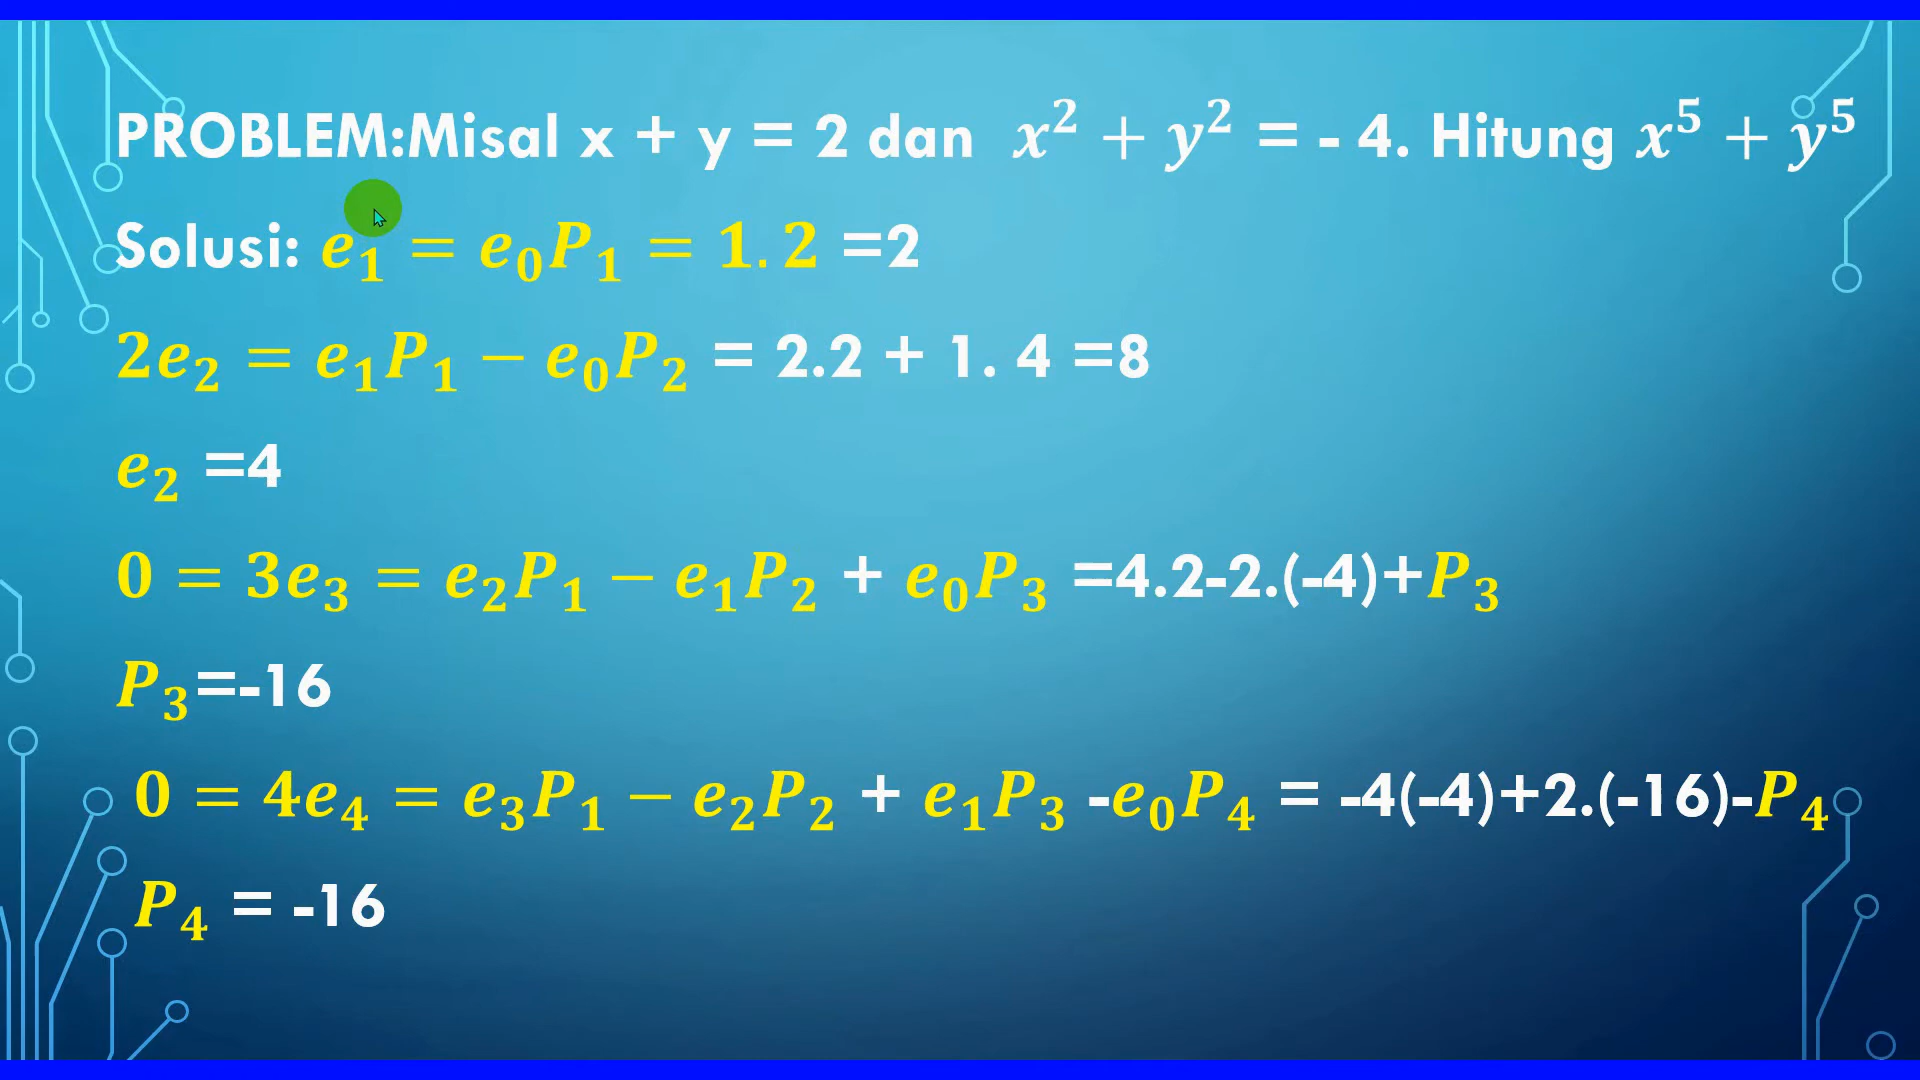 PROBLEM:Misal x + y = 2 dan x² + y² = - 4. Hitung x⁵ + y⁵
Solusi: e₁ = e₀P₁ = 1.2 =2
2e₂ = e₁P₁ − e₀P₂ = 2.2 + 1. 4 =8
e₂ =4
0 = 3e₃ = e₂P₁ − e₁P₂ + e₀P₃ =4.2-2.(-4)+P₃
P₃=-16
0 = 4e₄ = e₃P₁ − e₂P₂ + e₁P₃ -e₀P₄ = -4(-4)+2.(-16)-P₄
P₄ = -16